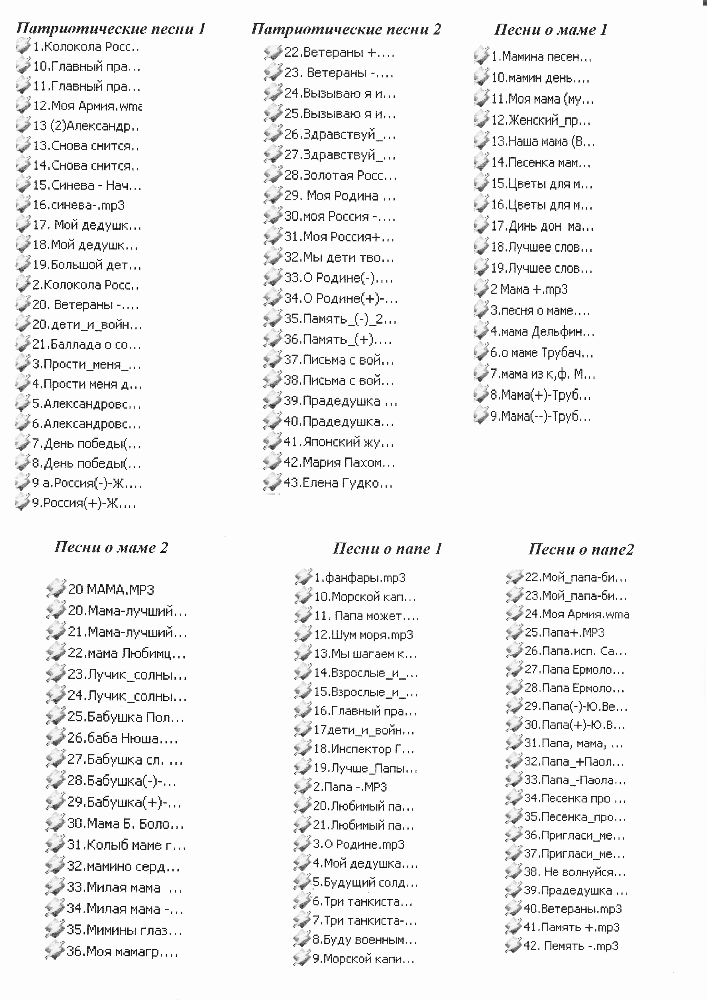 Патриотические песни 1
1.Колокола Росс..
10.Главный пра...
11.Главный пра...
12.Моя Армия.wma
13 (2)Александр..
13.Снова снится..
14.Снова снится..
15.Синева - Нач...
16.синева-.mp3
17. Мой дедушк...
18.Мой дедушк...
19.Большой дет...
2.Колокола Росс..
20. Ветераны -....
20.дети_и_войн...
21.Баллада о со...
3.Прости_меня_...
4.Прости меня д...
5.Александровс...
6.Александровс...
7.День победы(...
8.День победы(...
9 а.Россия(-)-Ж....
9.Россия(+)-Ж....
Патриотические песни 2
22.Ветераны +....
23. Ветераны -....
24.Вызываю я и...
25.Вызываю я и...
26.Здравствуй_...
27.Здравствуй_...
28.Золотая Росс...
29. Моя Родина ...
30.моя Россия -....
31.Моя Россия+...
32.Мы дети тво...
33.О Родине(-)....
34.О Родине(+)-...
35.Память_(-)_2...
36.Память_(+)....
37.Письма с вой...
38.Письма с вой...
39.Прадедушка ...
40.Прадедушка...
41.Японский жу...
42.Мария Пахом...
43.Елена Гудко...
Песни о маме 1
1.Мамина песен...
10.мамин день....
11.Моя мама (му...
12.Женский_пр...
13.Наша мама (В...
14.Песенка мам...
15.Цветы для м...
16.Цветы для м...
17.Динь дон  ма...
18.Лучшее слов...
19.Лучшее слов...
2 Мама +.mp3
3.песня о маме....
4.мама Дельфин...
6.о маме Трубач...
7.мама из к,ф. М...
8.Мама(+)-Труб...
9.Мама(--)-Труб...
Песни о маме 2
20 МАМА.MP3
20.Мама-лучший...
21.Мама-лучший...
22.мама Любимц...
23.Лучик_солны...
24.Лучик_солны...
25.Бабушка Пол...
26.баба Нюша....
27.Бабушка сл. ...
28.Бабушка(-)-...
29.Бабушка(+)-...
30.Мама Б. Боло...
31.Колыб маме г...
32.мамино серд...
33.Милая мама  ...
34.Милая мама -...
35.Мимины глаз...
36.Моя мамагр....
Песни о папе 1
1.фанфары.mp3
10.Морской кап...
11. Папа может....
12.Шум моря.mp3
13.Мы шагаем к...
14.Взрослые_и_...
15.Взрослые_и_...
16.Главный пра...
17дети_и_войн...
18.Инспектор Г...
19.Лучше_Папы...
2.Папа -.MP3
20.Любимый па...
21.Любимый па...
3.О Родине.mp3
4.Мой дедушка....
5.Будущий солд...
6.Три танкиста...
7.Три танкиста-...
8.Буду военным...
9.Морской капи...
Песни о папе2
22.Мой_папа-би...
23.Мой_папа-би...
24.Моя Армия.wma
25.Папа+.MP3
26.Папа.исп. Са...
27.Папа Ермоло...
28.Папа Ермоло...
29.Папа(-)-Ю.Ве...
30.Папа(+)-Ю.В...
31.Папа, мама, ...
32.Папа_+Паол...
33.Папа_-Паола...
34.Песенка про ...
35.Песенка_про...
36.Пригласи_ме...
37.Пригласи_ме...
38. Не волнуйся...
39.Прадедушка ...
40.Ветераны.mp3
41.Память +.mp3
42. Пемять -.mp3